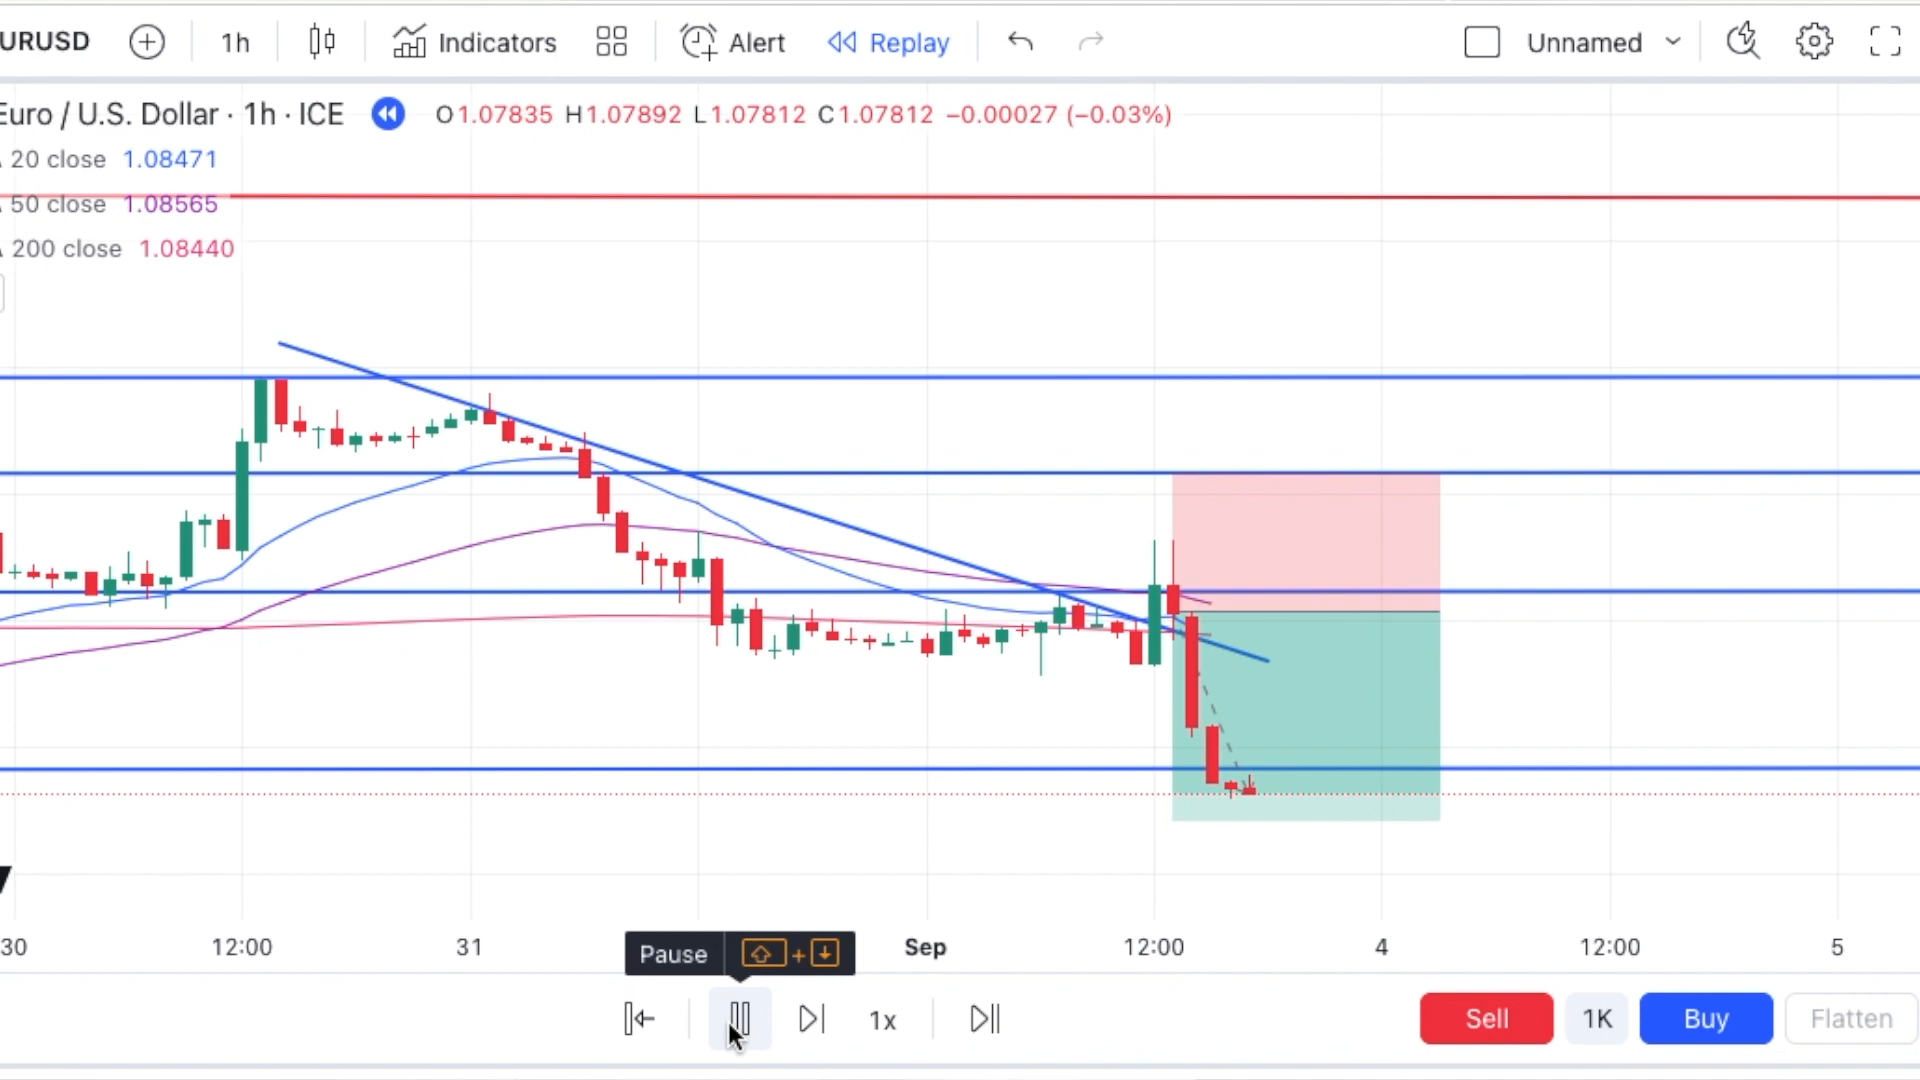 URUSD 1h Indicators Alert Replay Unnamed
Euro / U.S. Dollar · 1h · ICE O1.07835 H1.07892 L1.07812 C1.07812 −0.00027 (−0.03%)
20 close 1.08471
50 close 1.08565
200 close 1.08440
30 12:00 31 Sep 12:00 4 12:00 5
Pause +
1x Sell 1K Buy Flatten